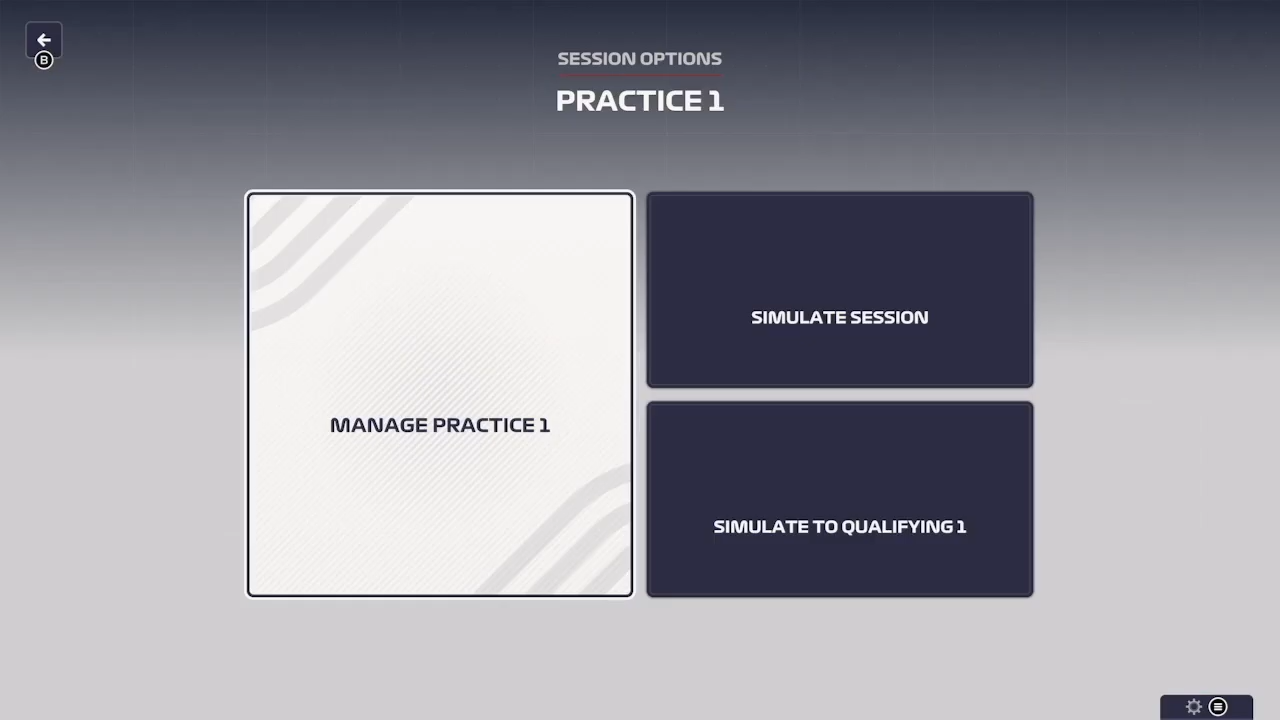 B
SESSION OPTIONS
PRACTICE 1
MANAGE PRACTICE 1
SIMULATE SESSION
SIMULATE TO QUALIFYING 1